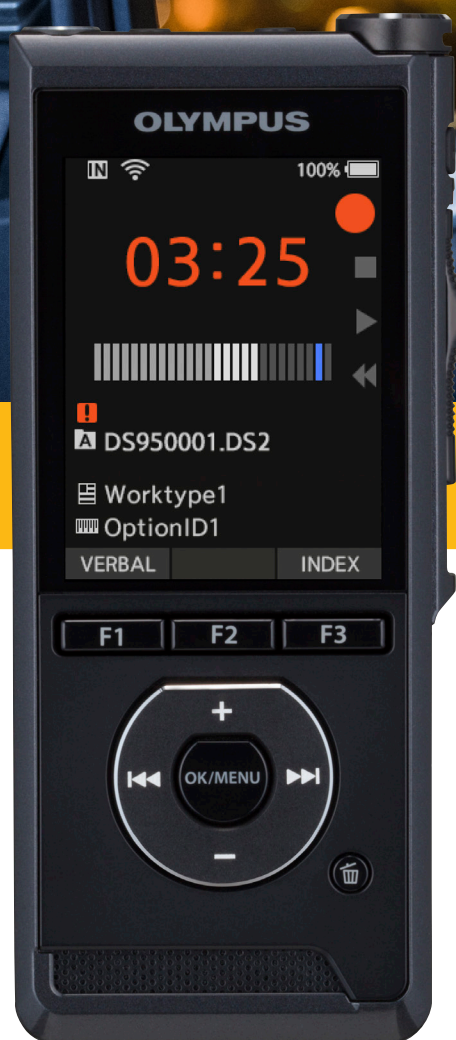 OLYMPUS
IN 100%
03:25
!
A DS950001.DS2
Worktype1
OptionID1
VERBAL INDEX
F1 F2 F3
+
OK/MENU
−